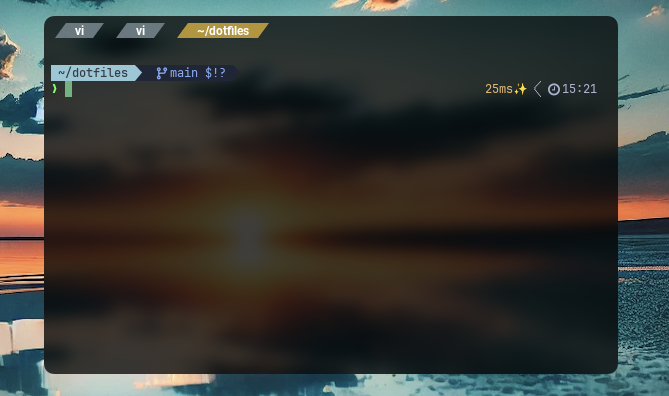 vi vi ~/dotfiles
~/dotfiles main $!?
❯ 25ms✨ 15:21